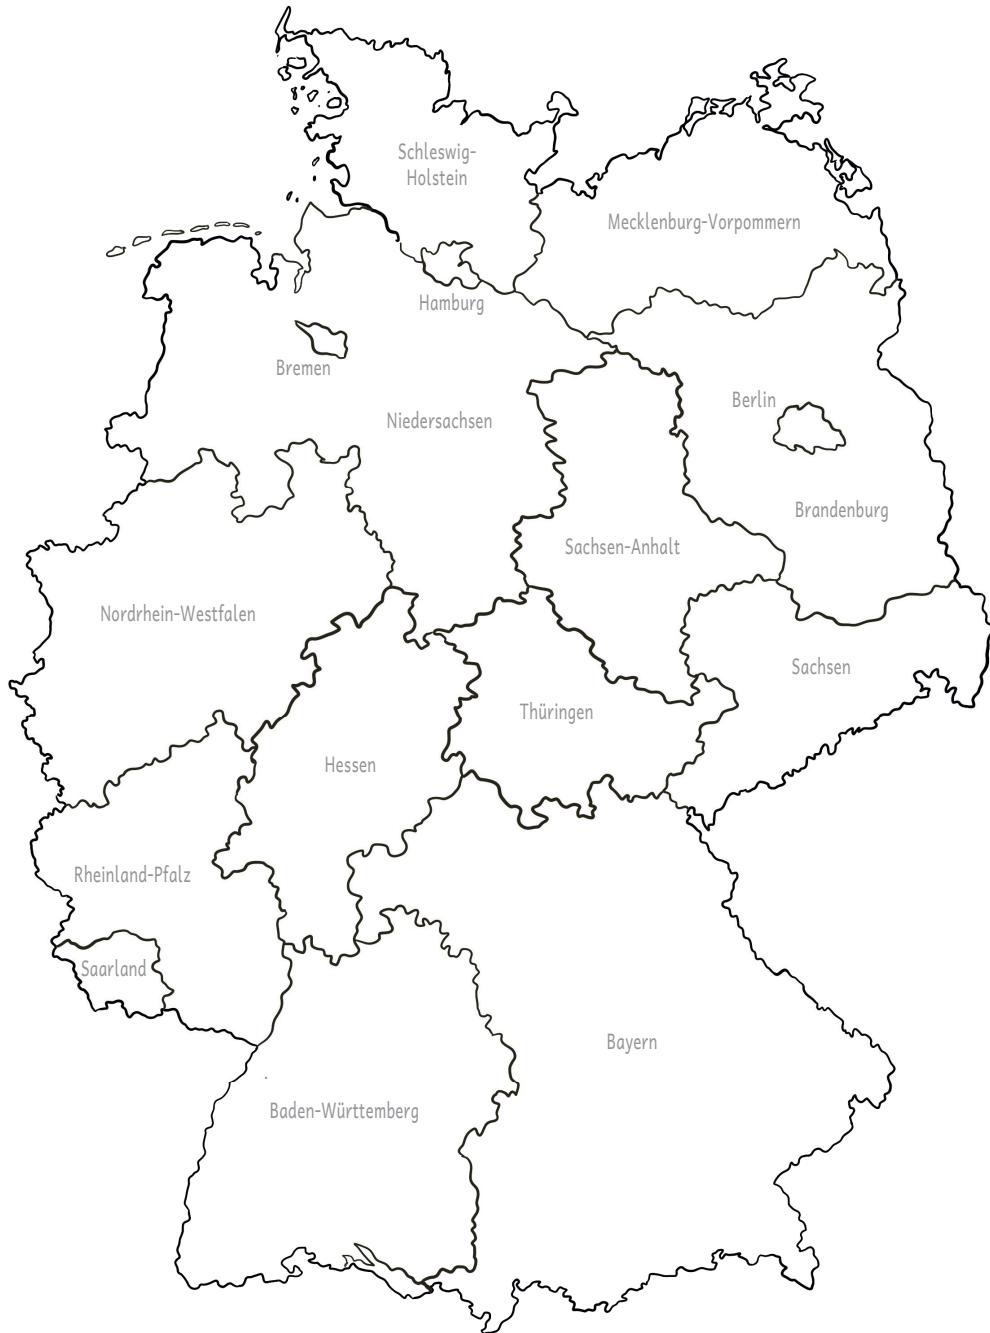 Schleswig-
Holstein
Mecklenburg-Vorpommern
Hamburg
Bremen
Berlin
Niedersachsen
Brandenburg
Sachsen-Anhalt
Nordrhein-Westfalen
Sachsen
Thüringen
Hessen
Rheinland-Pfalz
Saarland
Bayern
Baden-Württemberg